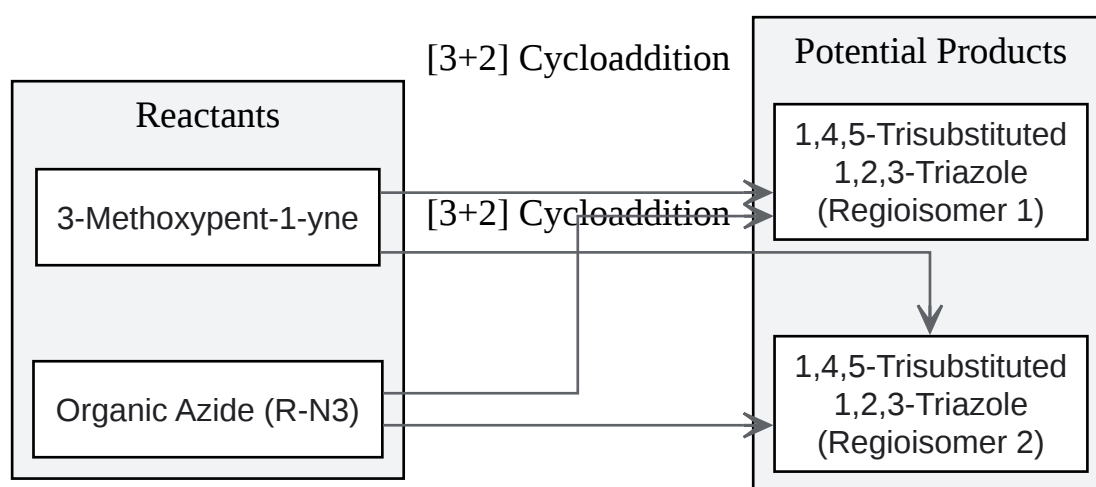 [3+2] Cycloaddition
Potential Products
Reactants
1,4,5-Trisubstituted
1,2,3-Triazole
(Regioisomer 1)
3-Methoxypent-1-yne
[3+2] Cycloaddition
Organic Azide (R-N3)
1,4,5-Trisubstituted
1,2,3-Triazole
(Regioisomer 2)